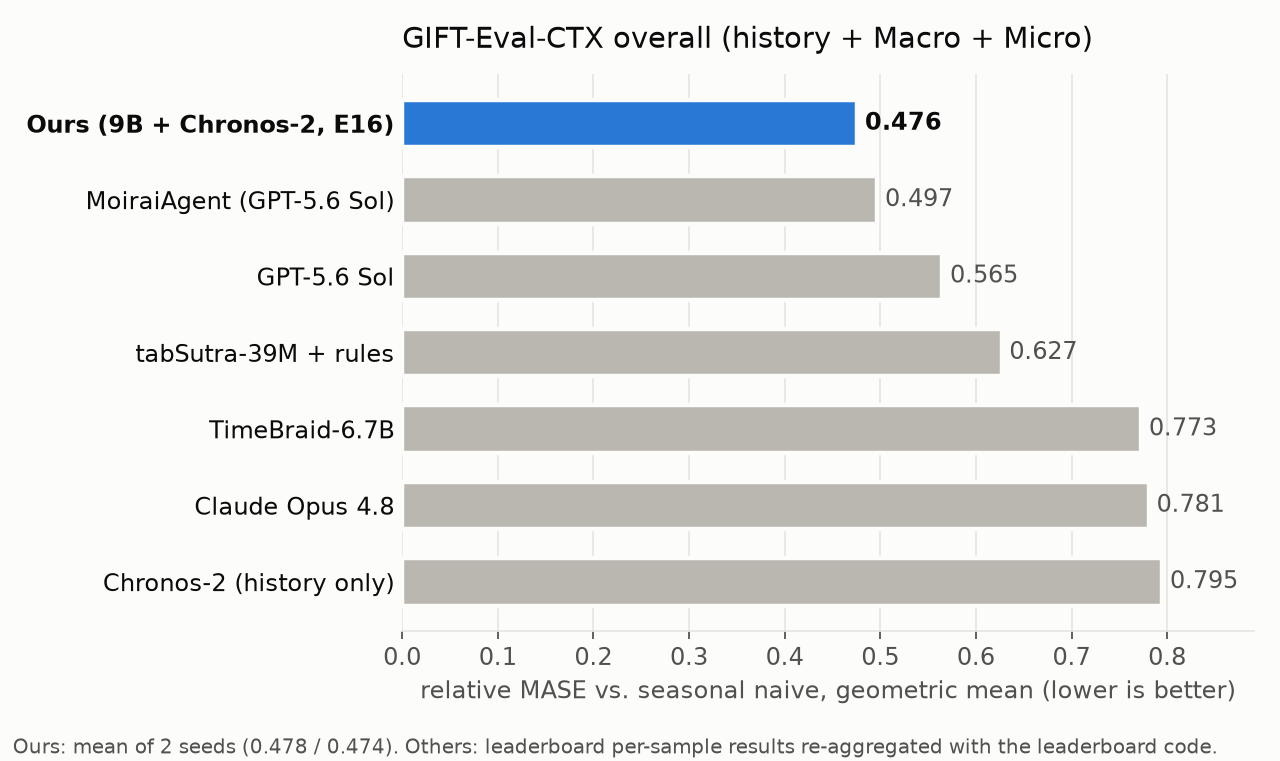 GIFT-Eval-CTX overall (history + Macro + Micro)
Ours (9B + Chronos-2, E16) 0.476
MoiraiAgent (GPT-5.6 Sol) 0.497
GPT-5.6 Sol 0.565
tabSutra-39M + rules 0.627
TimeBraid-6.7B 0.773
Claude Opus 4.8 0.781
Chronos-2 (history only) 0.795
0.0 0.1 0.2 0.3 0.4 0.5 0.6 0.7 0.8
relative MASE vs. seasonal naive, geometric mean (lower is better)
Ours: mean of 2 seeds (0.478 / 0.474). Others: leaderboard per-sample results re-aggregated with the leaderboard code.